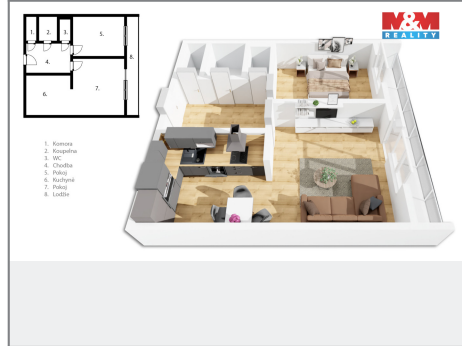 M&M
REALITY
1. 2. 3. 5.
8.
4.
6. 7.
1. Komora
2. Koupelna
3. WC
4. Chodba
5. Pokoj
6. Kuchyně
7. Pokoj
8. Lodžie